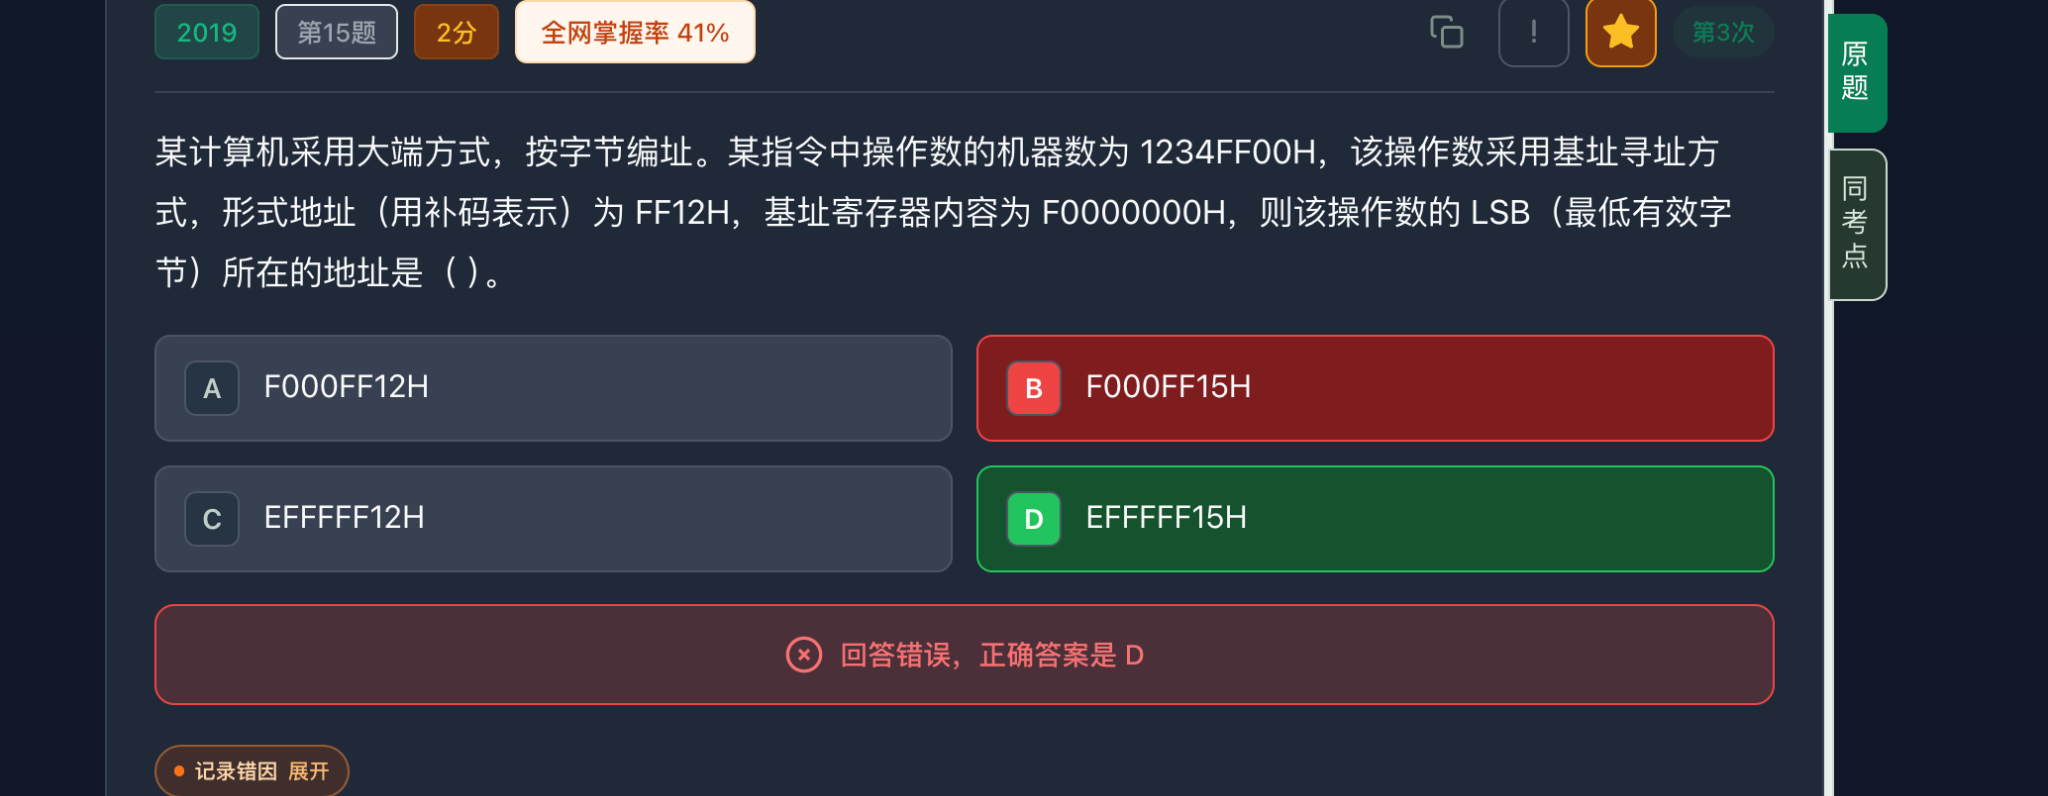 2019 第15题 2分 全网掌握率 41% ! 第3次
原题
同考点
某计算机采用大端方式，按字节编址。某指令中操作数的机器数为 1234FF00H，该操作数采用基址寻址方
式，形式地址（用补码表示）为 FF12H，基址寄存器内容为 F0000000H，则该操作数的 LSB（最低有效字
节）所在的地址是（ ）。
A F000FF12H
B F000FF15H
C EFFFFF12H
D EFFFFF15H
回答错误，正确答案是 D
记录错因 展开